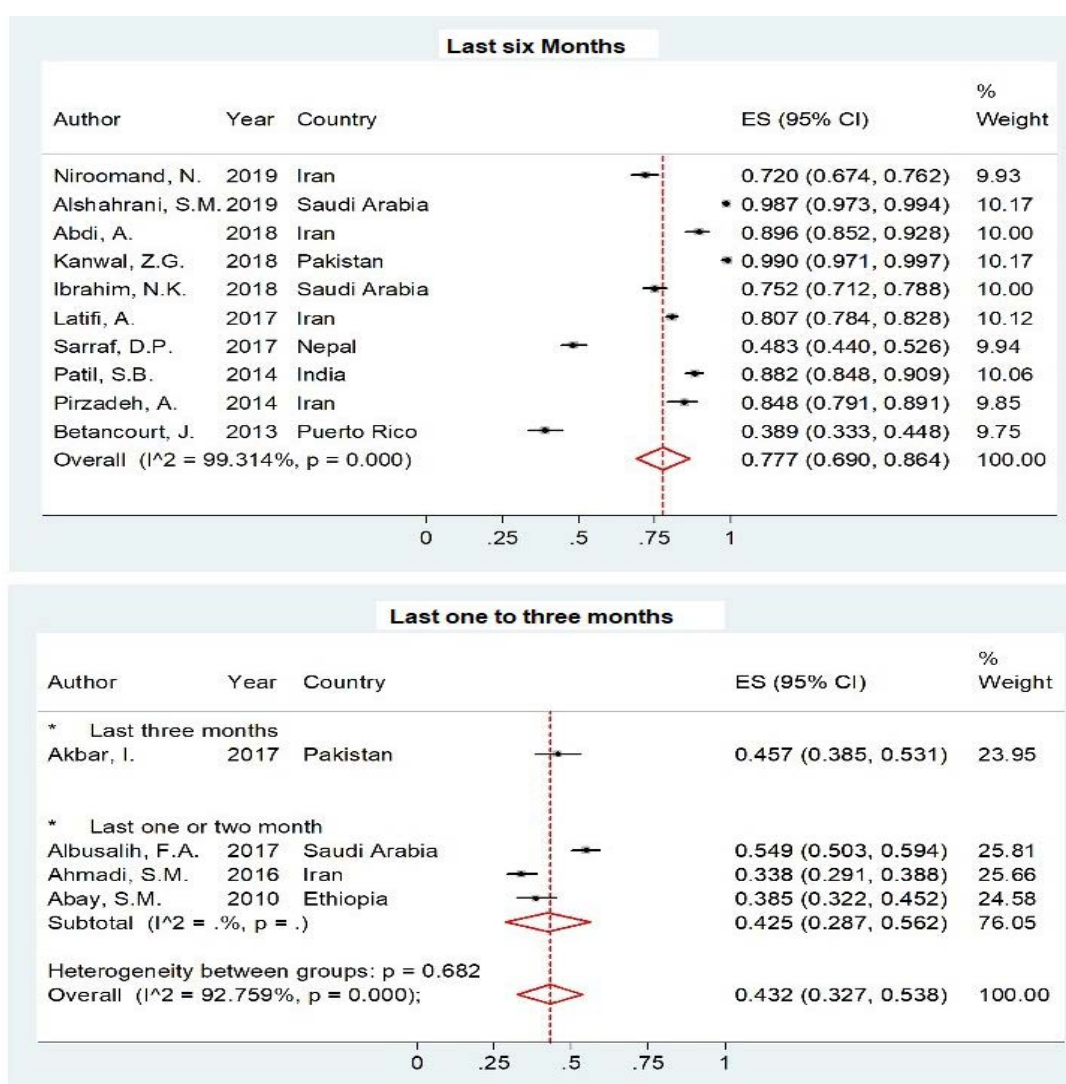 Last six Months
%
Author Year Country ES (95% CI) Weight
Niroomand, N. 2019 Iran 0.720 (0.674, 0.762) 9.93
Alshahrani, S.M. 2019 Saudi Arabia 0.987 (0.973, 0.994) 10.17
Abdi, A. 2018 Iran 0.896 (0.852, 0.928) 10.00
Kanwal, Z.G. 2018 Pakistan 0.990 (0.971, 0.997) 10.17
Ibrahim, N.K. 2018 Saudi Arabia 0.752 (0.712, 0.788) 10.00
Latifi, A. 2017 Iran 0.807 (0.784, 0.828) 10.12
Sarraf, D.P. 2017 Nepal 0.483 (0.440, 0.526) 9.94
Patil, S.B. 2014 India 0.882 (0.848, 0.909) 10.06
Pirzadeh, A. 2014 Iran 0.848 (0.791, 0.891) 9.85
Betancourt, J. 2013 Puerto Rico 0.389 (0.333, 0.448) 9.75
Overall (I^2 = 99.314%, p = 0.000) 0.777 (0.690, 0.864) 100.00
0 .25 .5 .75 1
Last one to three months
%
Author Year Country ES (95% CI) Weight
* Last three months
Akbar, I. 2017 Pakistan 0.457 (0.385, 0.531) 23.95
* Last one or two month
Albusalih, F.A. 2017 Saudi Arabia 0.549 (0.503, 0.594) 25.81
Ahmadi, S.M. 2016 Iran 0.338 (0.291, 0.388) 25.66
Abay, S.M. 2010 Ethiopia 0.385 (0.322, 0.452) 24.58
Subtotal (I^2 = .%, p = .) 0.425 (0.287, 0.562) 76.05
Heterogeneity between groups: p = 0.682
Overall (I^2 = 92.759%, p = 0.000); 0.432 (0.327, 0.538) 100.00
0 .25 .5 .75 1